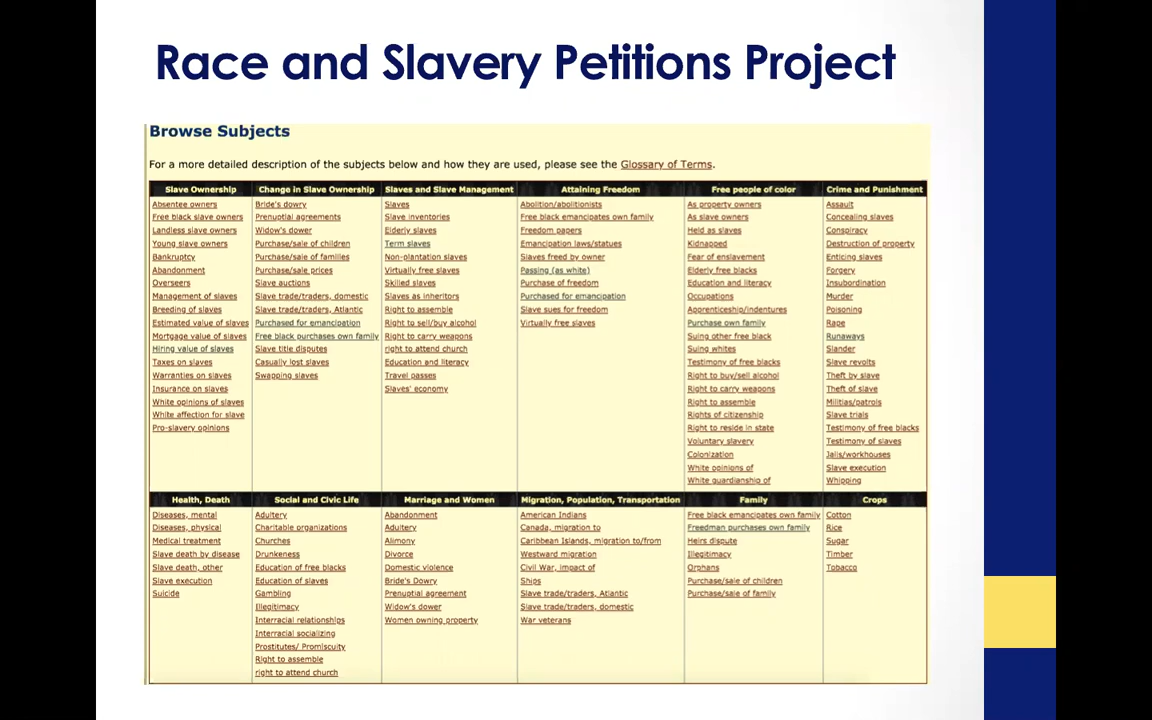 Race and Slavery Petitions Project
Browse Subjects
For a more detailed description of the subjects below and how they are used, please see the Glossary of Terms.
Slave Ownership
Absentee owners
Free black slave owners
Landless slave owners
Young slave owners
Bankruptcy
Abandonment
Overseers
Management of slaves
Breeding of slaves
Estimated value of slaves
Mortgage value of slaves
Hiring value of slaves
Taxes on slaves
Warranties on slaves
Insurance on slaves
White opinions of slaves
White affection for slave
Pro-slavery opinions
Change in Slave Ownership
Bride's dowry
Prenuptial agreements
Widow's dower
Purchase/sale of children
Purchase/sale of families
Purchase/sale prices
Slave auctions
Slave trade/traders, domestic
Slave trade/traders, Atlantic
Purchased for emancipation
Free black purchases own family
Slave title disputes
Casually lost slaves
Swapping slaves
Slaves and Slave Management
Slaves
Slave inventories
Elderly slaves
Term slaves
Non-plantation slaves
Virtually free slaves
Skilled slaves
Slaves as inheritors
Right to assemble
Right to sell/buy alcohol
Right to carry weapons
right to attend church
Education and literacy
Travel passes
Slaves' economy
Attaining Freedom
Abolition/abolitionists
Free black emancipates own family
Freedom papers
Emancipation laws/statues
Slaves freed by owner
Passing (as white)
Purchase of freedom
Purchased for emancipation
Slave sues for freedom
Virtually free slaves
Free people of color
As property owners
As slave owners
Held as slaves
Kidnapped
Fear of enslavement
Elderly free blacks
Education and literacy
Occupations
Apprenticeship/indentures
Purchase own family
Suing other free black
Suing whites
Testimony of free blacks
Right to buy/sell alcohol
Right to carry weapons
Right to assemble
Rights of citizenship
Right to reside in state
Voluntary slavery
Colonization
White opinions of
White guardianship of
Crime and Punishment
Assault
Concealing slaves
Conspiracy
Destruction of property
Enticing slaves
Forgery
Insubordination
Murder
Poisoning
Rape
Runaways
Slander
Slave revolts
Theft by slave
Theft of slave
Militias/patrols
Slave trials
Testimony of free blacks
Testimony of slaves
Jails/workhouses
Slave execution
Whipping
Health, Death
Diseases, mental
Diseases, physical
Medical treatment
Slave death by disease
Slave death, other
Slave execution
Suicide
Social and Civic Life
Adultery
Charitable organizations
Churches
Drunkeness
Education of free blacks
Education of slaves
Gambling
Illegitimacy
Interracial relationships
Interracial socializing
Prostitutes/ Promiscuity
Right to assemble
right to attend church
Marriage and Women
Abandonment
Adultery
Alimony
Divorce
Domestic violence
Bride's Dowry
Prenuptial agreement
Widow's dower
Women owning property
Migration, Population, Transportation
American Indians
Canada, migration to
Caribbean Islands, migration to/from
Westward migration
Civil War, impact of
Ships
Slave trade/traders, Atlantic
Slave trade/traders, domestic
War veterans
Family
Free black emancipates own family
Freedman purchases own family
Heirs dispute
Illegitimacy
Orphans
Purchase/sale of children
Purchase/sale of family
Crops
Cotton
Rice
Sugar
Timber
Tobacco